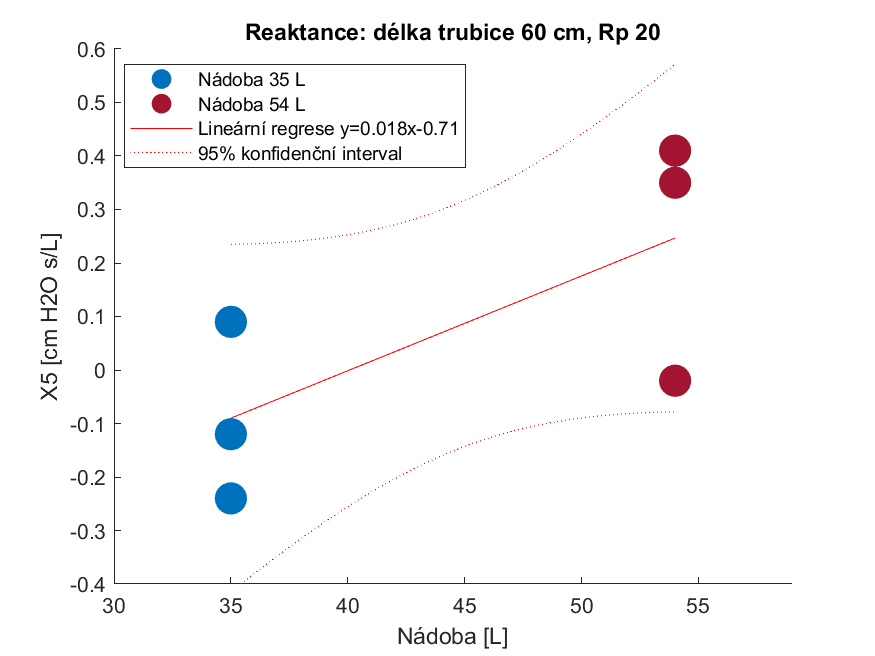 Reaktance: délka trubice 60 cm, Rp 20
0.6
0.5
0.4
0.3
0.2
0.1
0
-0.1
-0.2
-0.3
-0.4
X5 [cm H2O s/L]
Nádoba 35 L
Nádoba 54 L
Lineární regrese y=0.018x-0.71
95% konfidenční interval
30 35 40 45 50 55
Nádoba [L]